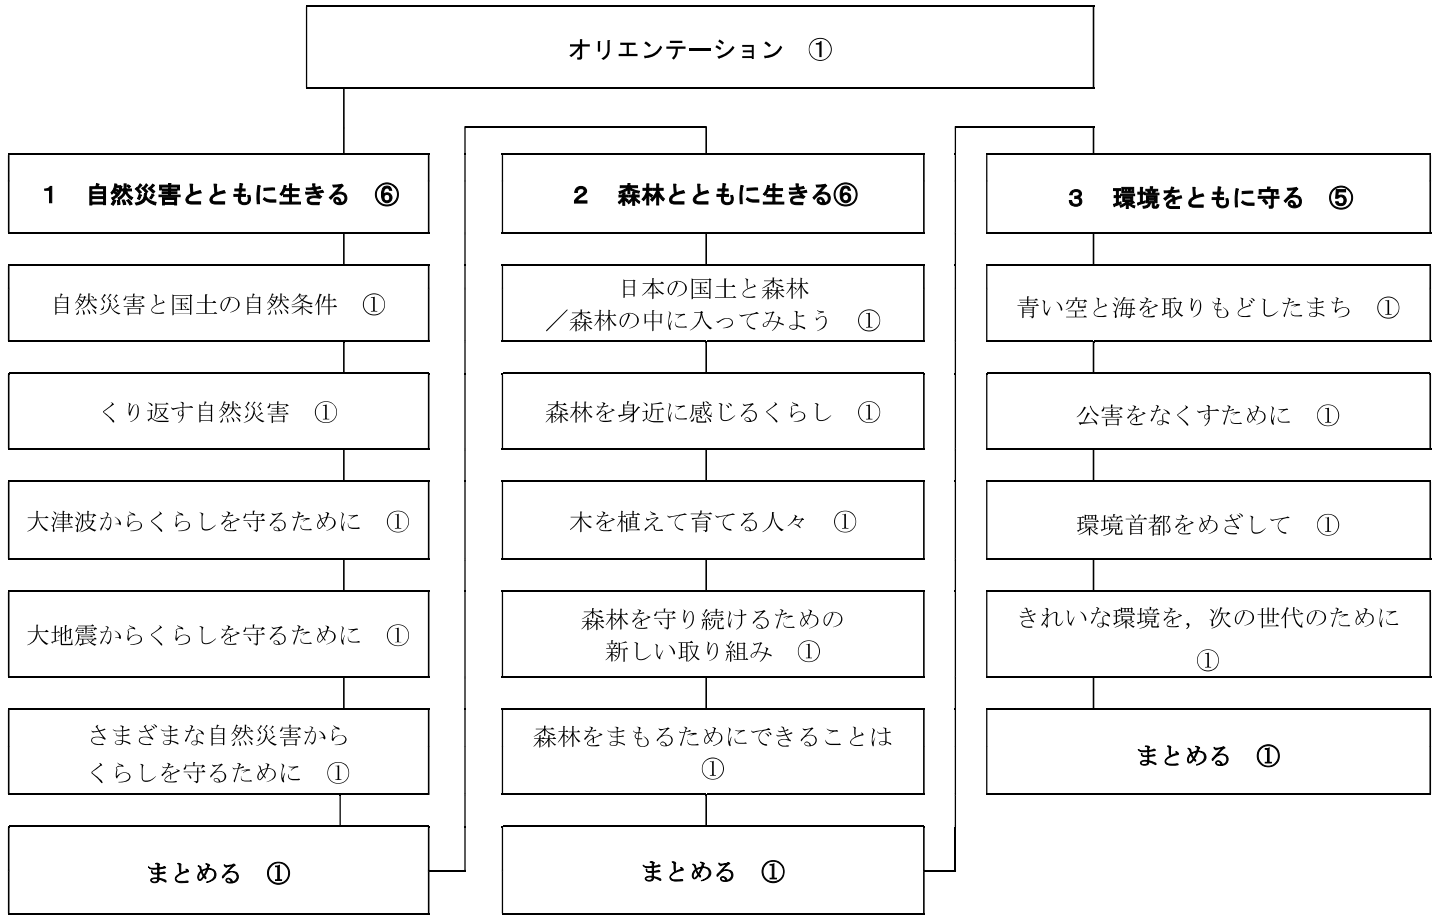 オリエンテーション　①
１　自然災害とともに生きる　⑥
自然災害と国土の自然条件　①
くり返す自然災害　①
大津波からくらしを守るために　①
大地震からくらしを守るために　①
さまざまな自然災害から
くらしを守るために　①
まとめる　①
２　森林とともに生きる⑥
日本の国土と森林
／森林の中に入ってみよう　①
森林を身近に感じるくらし　①
木を植えて育てる人々　①
森林を守り続けるための
新しい取り組み　①
森林をまもるためにできることは
①
まとめる　①
３　環境をともに守る　⑤
青い空と海を取りもどしたまち　①
公害をなくすために　①
環境首都をめざして　①
きれいな環境を，次の世代のために
①
まとめる　①